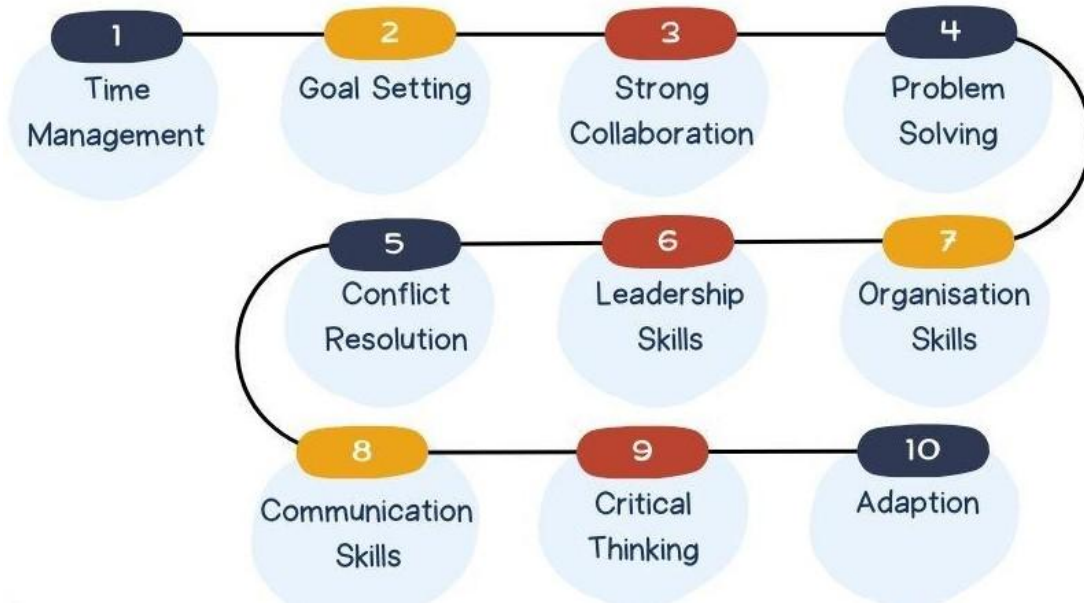 1
Time
Management
2
Goal Setting
3
Strong
Collaboration
4
Problem
Solving
5
Conflict
Resolution
6
Leadership
Skills
7
Organisation
Skills
8
Communication
Skills
9
Critical
Thinking
10
Adaption